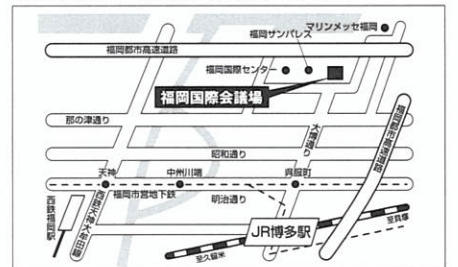 マリンメッセ福岡
福岡サンパレス
福岡都市高速道路
福岡国際センター
福岡国際会議場
福岡都市高速道路
那の津通り
大博通り
昭和通り
天神
中州川端
呉服町
福岡市営地下鉄
明治通り
西鉄福岡駅
西鉄天神大牟田線
JR博多駅
至貝塚
至久留米